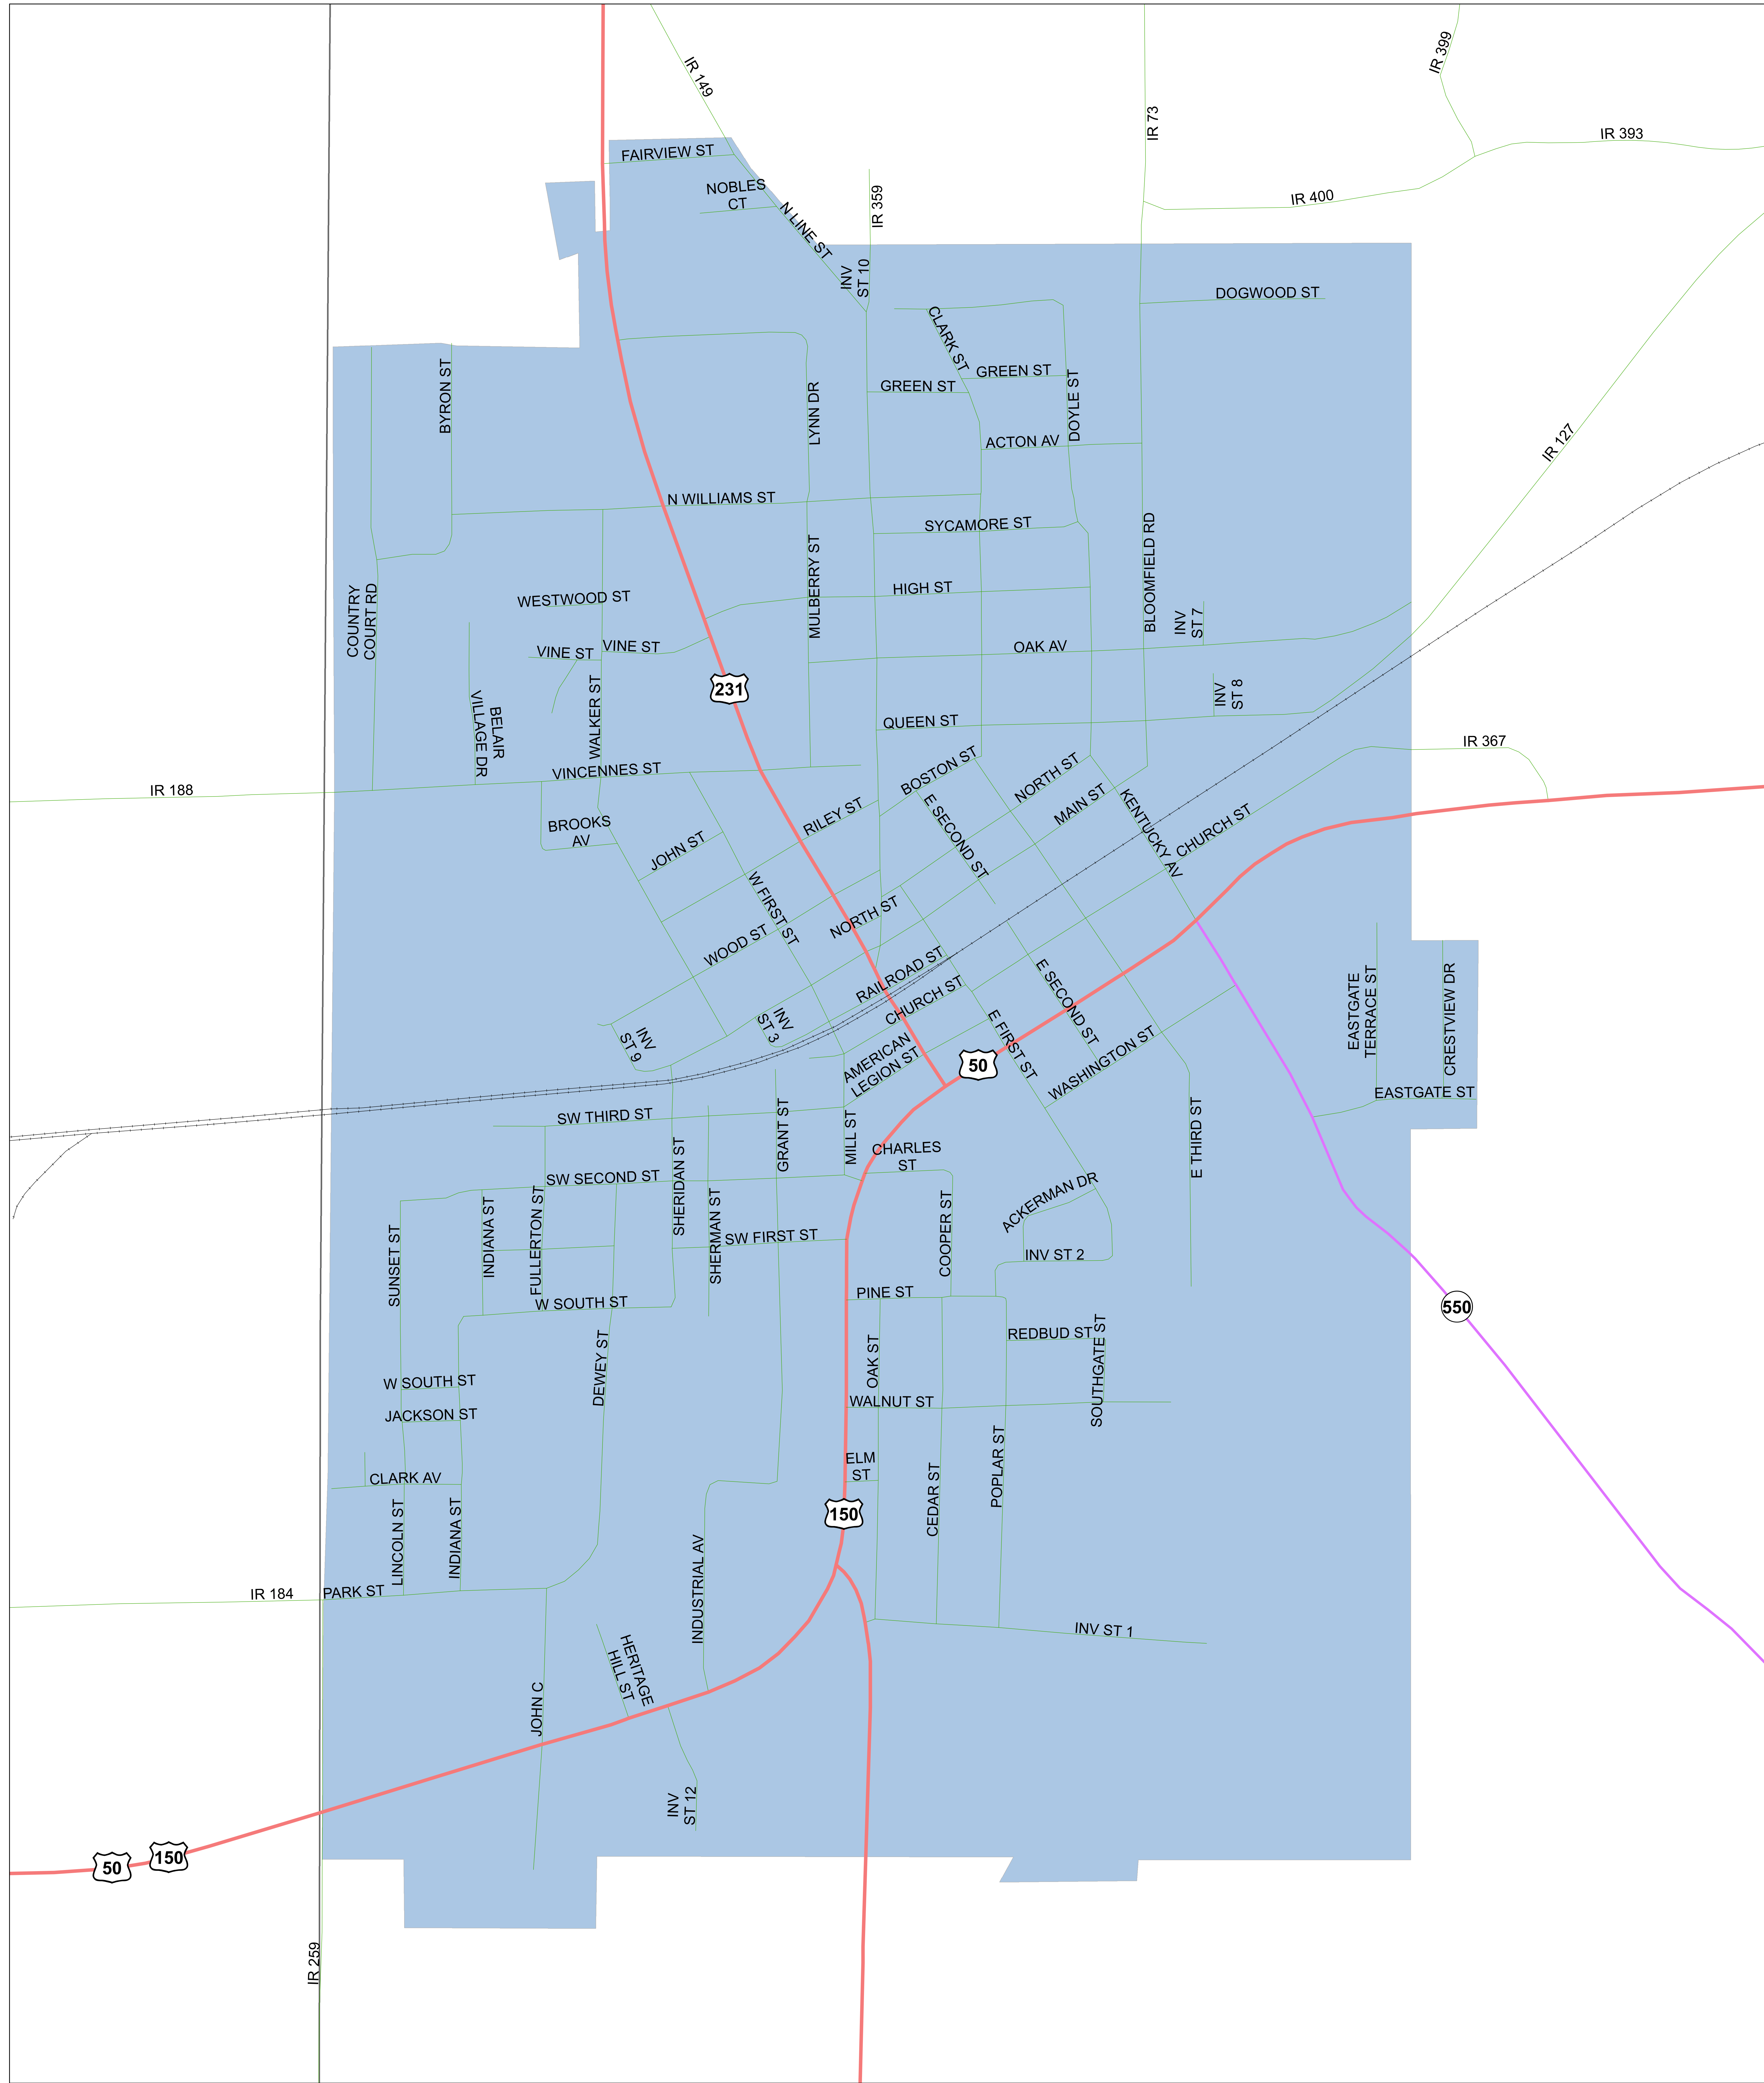 IR 149
IR 399
IR 73
IR 393
FAIRVIEW ST
NOBLES
CT
IR 400
IR 359
N LINE ST
INV
ST 10
DOGWOOD ST
CLARK ST
GREEN ST
GREEN ST
BYRON ST
LYNN DR
DOYLE ST
ACTON AV
IR 127
N WILLIAMS ST
SYCAMORE ST
BLOOMFIELD RD
MULBERRY ST
HIGH ST
WESTWOOD ST
COUNTRY
COURT RD
INV
ST 7
VINE ST
VINE ST
OAK AV
231
WALKER ST
INV
ST 8
BELAIR
VILLAGE DR
QUEEN ST
IR 367
VINCENNES ST
BOSTON ST
NORTH ST
IR 188
MAIN ST
KENTUCKY AV
CHURCH ST
RILEY ST
E SECOND ST
BROOKS
AV
JOHN ST
W FIRST ST
NORTH ST
WOOD ST
RAILROAD ST
CHURCH ST
E SECOND ST
EASTGATE
TERRACE ST
CRESTVIEW DR
INV
ST 3
INV
ST 9
E FIRST ST
AMERICAN
LEGION ST
50
WASHINGTON ST
EASTGATE ST
SW THIRD ST
GRANT ST
MILL ST
E THIRD ST
CHARLES
ST
SW SECOND ST
SHERIDAN ST
ACKERMAN DR
SUNSET ST
INDIANA ST
FULLERTON ST
SHERMAN ST
SW FIRST ST
COOPER ST
INV ST 2
PINE ST
W SOUTH ST
550
REDBUD ST
SOUTHGATE ST
DEWEY ST
OAK ST
W SOUTH ST
WALNUT ST
JACKSON ST
POPLAR ST
ELM
ST
CLARK AV
CEDAR ST
150
LINCOLN ST
INDIANA ST
INDUSTRIAL AV
IR 184
PARK ST
INV ST 1
HERITAGE
HILL ST
JOHN C
INV
ST 12
50
150
IR 259